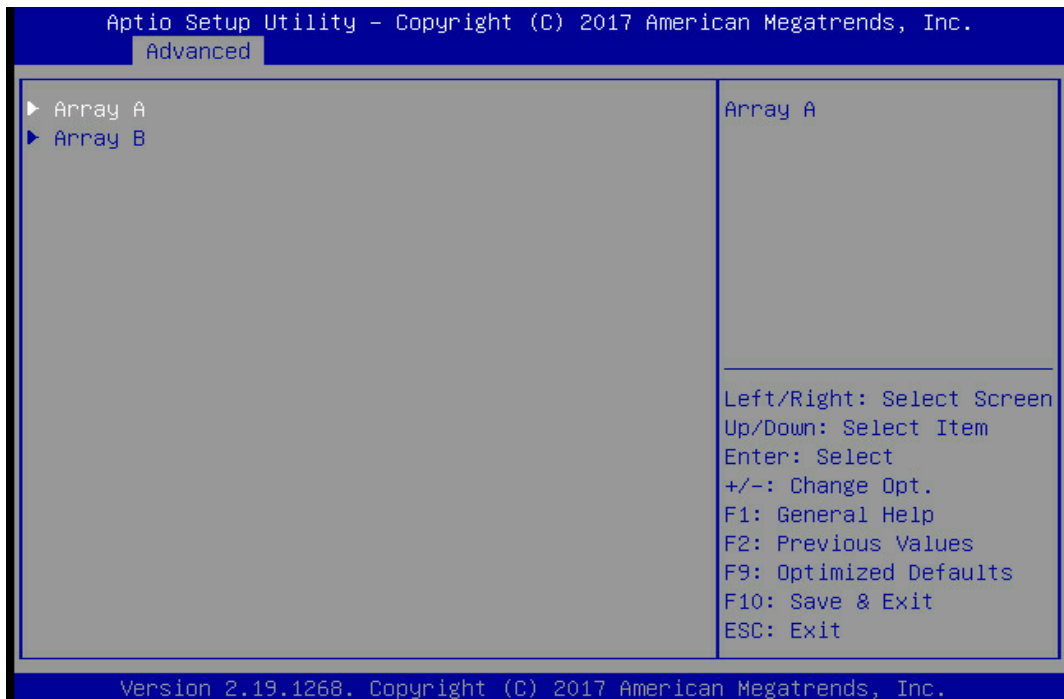 Aptio Setup Utility – Copyright (C) 2017 American Megatrends, Inc.
Advanced
Array A
Array B
Array A
Left/Right: Select Screen
Up/Down: Select Item
Enter: Select
+/-: Change Opt.
F1: General Help
F2: Previous Values
F9: Optimized Defaults
F10: Save & Exit
ESC: Exit
Version 2.19.1268. Copyright (C) 2017 American Megatrends, Inc.